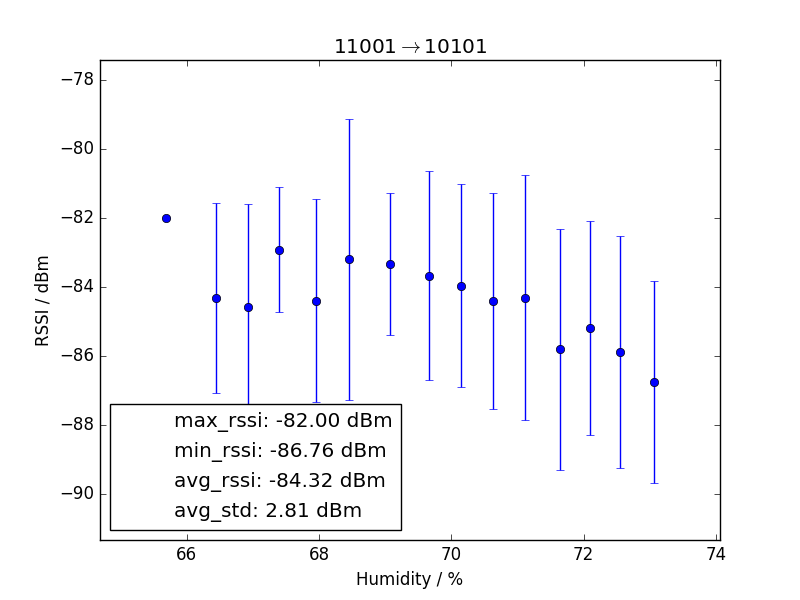 11001→10101
−78
−80
−82
−84
−86
−88
−90
RSSI / dBm
max_rssi: -82.00 dBm
min_rssi: -86.76 dBm
avg_rssi: -84.32 dBm
avg_std: 2.81 dBm
66 68 70 72 74
Humidity / %